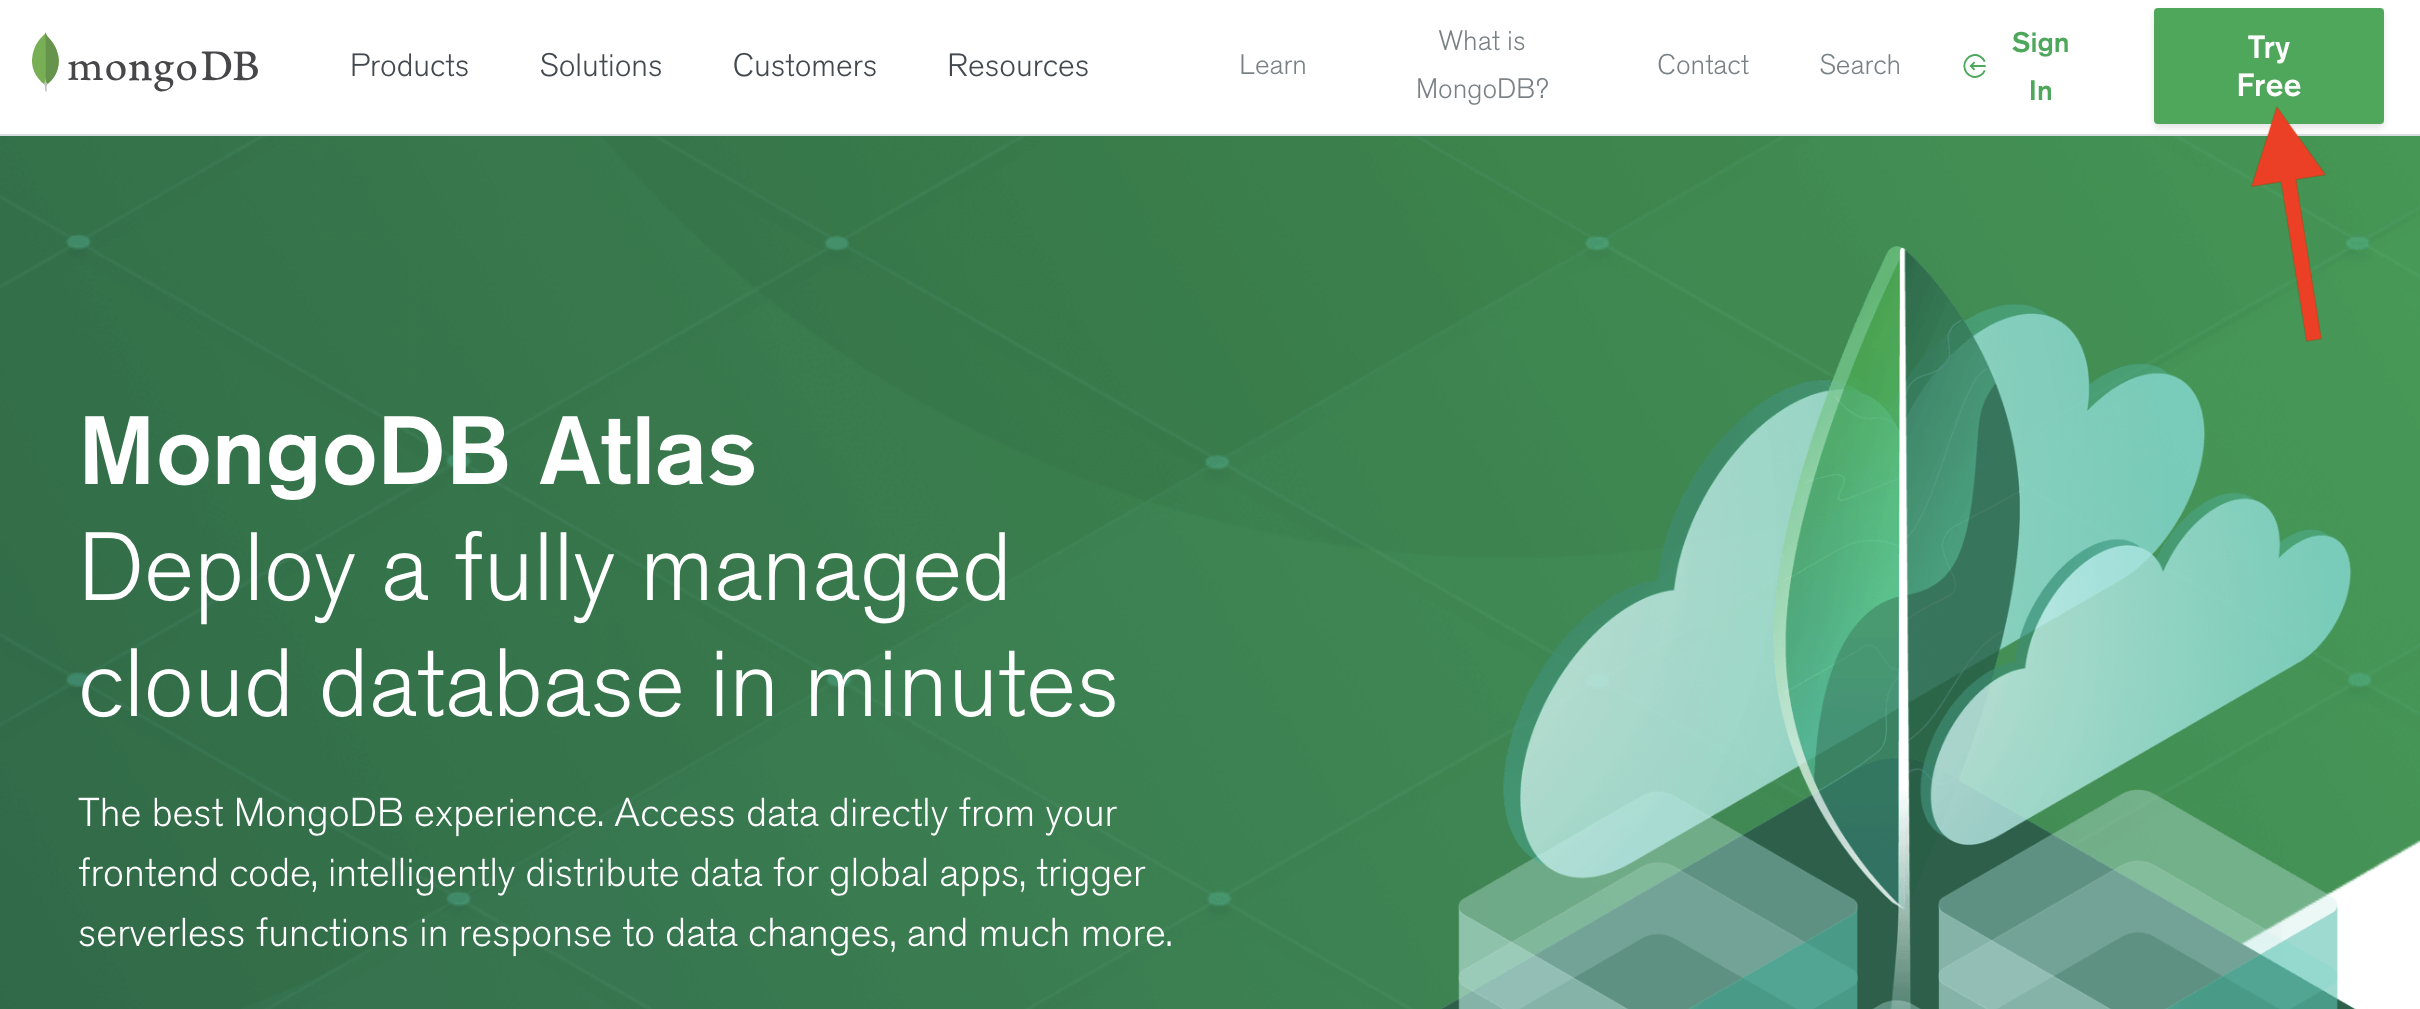 mongoDB
Products
Solutions
Customers
Resources
Learn
What is
MongoDB?
Contact
Search
Sign
In
Try
Free
MongoDB Atlas
Deploy a fully managed
cloud database in minutes
The best MongoDB experience. Access data directly from your
frontend code, intelligently distribute data for global apps, trigger
serverless functions in response to data changes, and much more.